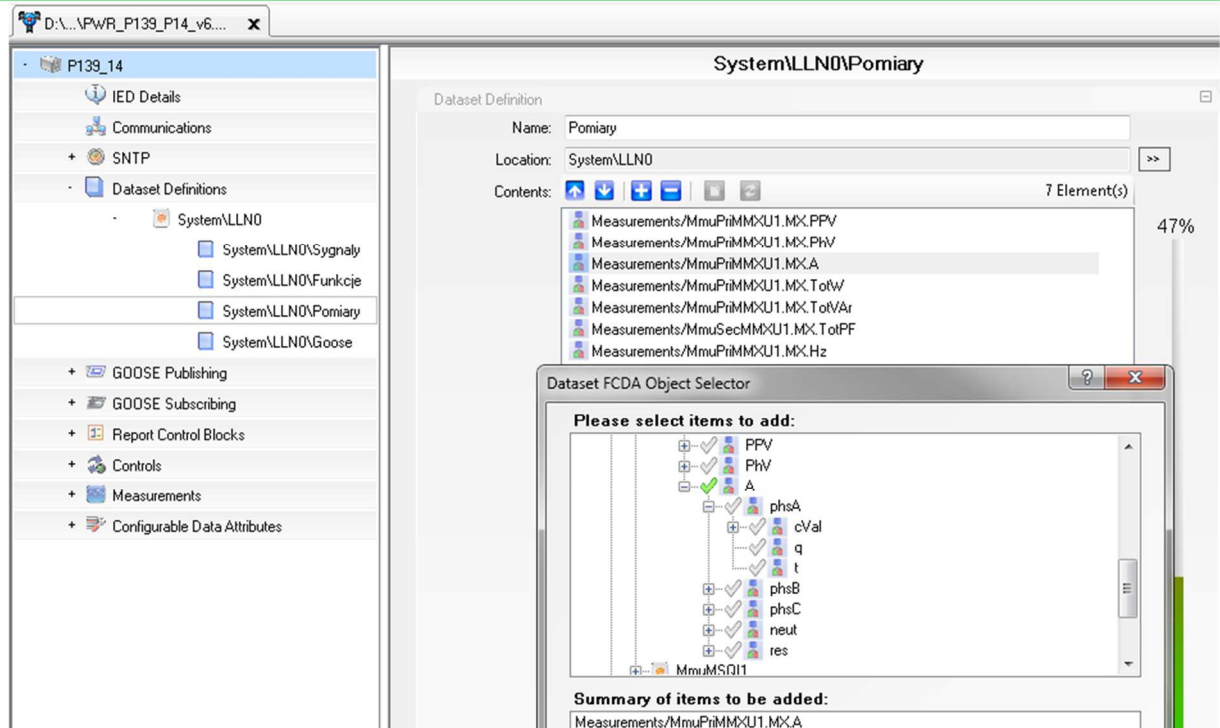 D:\...\PWR_P139_P14_v6....
P139_14
IED Details
Communications
SNTP
Dataset Definitions
System\LLN0
System\LLN0\Sygnaly
System\LLN0\Funkcje
System\LLN0\Pomiary
System\LLN0\Goose
GOOSE Publishing
GOOSE Subscribing
Report Control Blocks
Controls
Measurements
Configurable Data Attributes
System\LLN0\Pomiary
Dataset Definition
Name: Pomiary
Location: System\LLN0 >>
Contents: 7 Element(s)
Measurements/MmuPriMMXU1.MX.PPV
Measurements/MmuPriMMXU1.MX.PhV
Measurements/MmuPriMMXU1.MX.A
Measurements/MmuPriMMXU1.MX.TotW
Measurements/MmuPriMMXU1.MX.TotVAr
Measurements/MmuSecMMXU1.MX.TotPF
Measurements/MmuPriMMXU1.MX.Hz
47%
Dataset FCDA Object Selector
Please select items to add:
PPV
PhV
A
phsA
cVal
q
t
phsB
phsC
neut
res
MmuMSQI1
Summary of items to be added:
Measurements/MmuPriMMXU1.MX.A